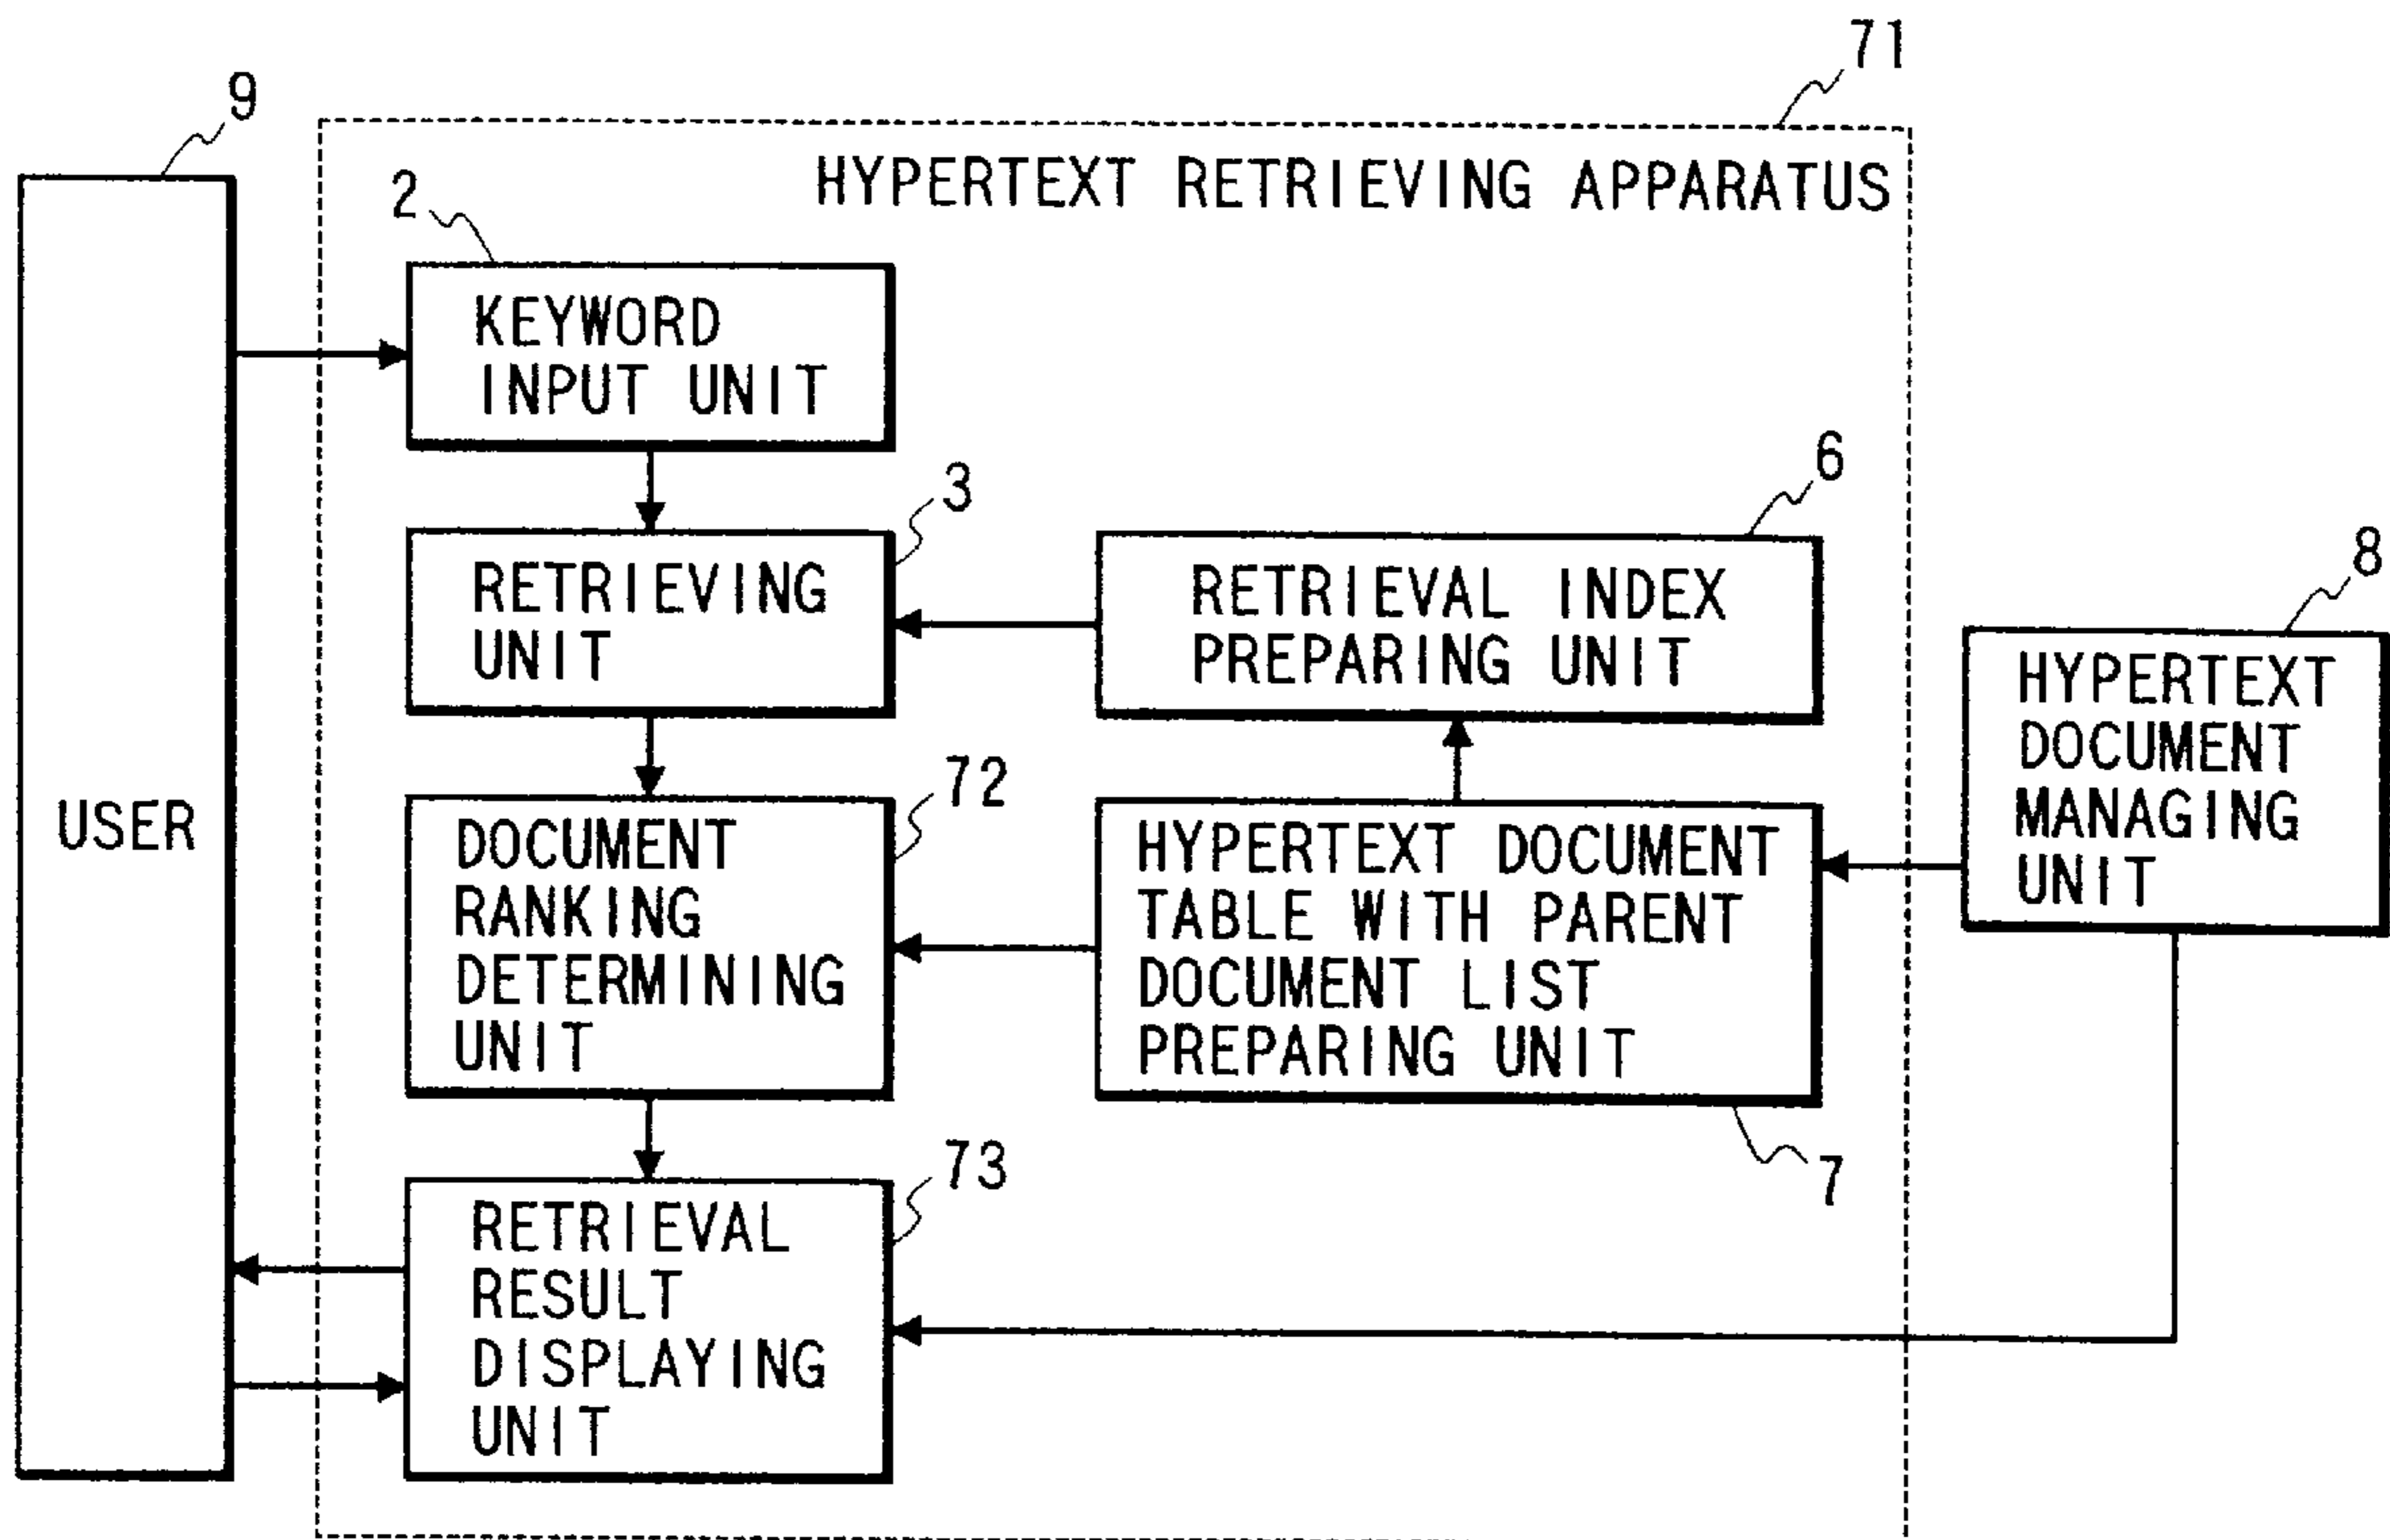 71
9
HYPERTEXT RETRIEVING APPARATUS
2
KEYWORD
INPUT UNIT
3
RETRIEVING
UNIT
6
RETRIEVAL INDEX
PREPARING UNIT
8
HYPERTEXT
DOCUMENT
MANAGING
UNIT
USER
72
DOCUMENT
RANKING
DETERMINING
UNIT
HYPERTEXT DOCUMENT
TABLE WITH PARENT
DOCUMENT LIST
PREPARING UNIT
7
73
RETRIEVAL
RESULT
DISPLAYING
UNIT